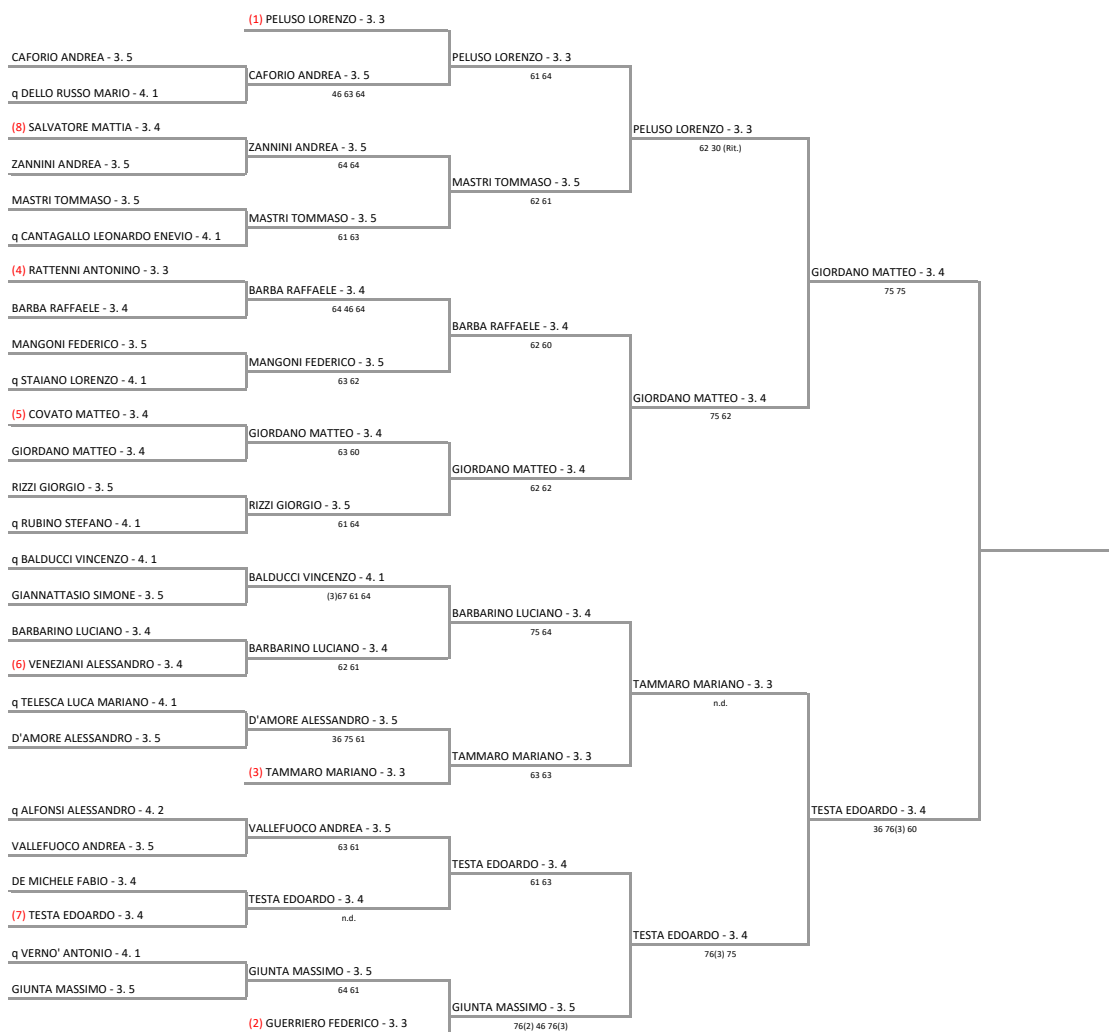 (1) PELUSO LORENZO - 3. 3
CAFORIO ANDREA - 3. 5
PELUSO LORENZO - 3. 3
CAFORIO ANDREA - 3. 5
61 64
q DELLO RUSSO MARIO - 4. 1
46 63 64
(8) SALVATORE MATTIA - 3. 4
PELUSO LORENZO - 3. 3
ZANNINI ANDREA - 3. 5
62 30 (Rit.)
ZANNINI ANDREA - 3. 5
64 64
MASTRI TOMMASO - 3. 5
MASTRI TOMMASO - 3. 5
62 61
MASTRI TOMMASO - 3. 5
q CANTAGALLO LEONARDO ENEVIO - 4. 1
61 63
(4) RATTENNI ANTONINO - 3. 3
GIORDANO MATTEO - 3. 4
BARBA RAFFAELE - 3. 4
75 75
BARBA RAFFAELE - 3. 4
64 46 64
BARBA RAFFAELE - 3. 4
MANGONI FEDERICO - 3. 5
62 60
MANGONI FEDERICO - 3. 5
q STAIANO LORENZO - 4. 1
63 62
GIORDANO MATTEO - 3. 4
(5) COVATO MATTEO - 3. 4
75 62
GIORDANO MATTEO - 3. 4
GIORDANO MATTEO - 3. 4
63 60
GIORDANO MATTEO - 3. 4
RIZZI GIORGIO - 3. 5
62 62
RIZZI GIORGIO - 3. 5
q RUBINO STEFANO - 4. 1
61 64
q BALDUCCI VINCENZO - 4. 1
BALDUCCI VINCENZO - 4. 1
GIANNATTASIO SIMONE - 3. 5
(3)67 61 64
BARBARINO LUCIANO - 3. 4
BARBARINO LUCIANO - 3. 4
75 64
BARBARINO LUCIANO - 3. 4
(6) VENEZIANI ALESSANDRO - 3. 4
62 61
TAMMARO MARIANO - 3. 3
q TELESCA LUCA MARIANO - 4. 1
n.d.
D'AMORE ALESSANDRO - 3. 5
D'AMORE ALESSANDRO - 3. 5
36 75 61
TAMMARO MARIANO - 3. 3
(3) TAMMARO MARIANO - 3. 3
63 63
q ALFONSI ALESSANDRO - 4. 2
TESTA EDOARDO - 3. 4
VALLEFUOCO ANDREA - 3. 5
36 76(3) 60
VALLEFUOCO ANDREA - 3. 5
63 61
TESTA EDOARDO - 3. 4
DE MICHELE FABIO - 3. 4
61 63
TESTA EDOARDO - 3. 4
(7) TESTA EDOARDO - 3. 4
n.d.
TESTA EDOARDO - 3. 4
q VERNO' ANTONIO - 4. 1
76(3) 75
GIUNTA MASSIMO - 3. 5
GIUNTA MASSIMO - 3. 5
64 61
GIUNTA MASSIMO - 3. 5
(2) GUERRIERO FEDERICO - 3. 3
76(2) 46 76(3)